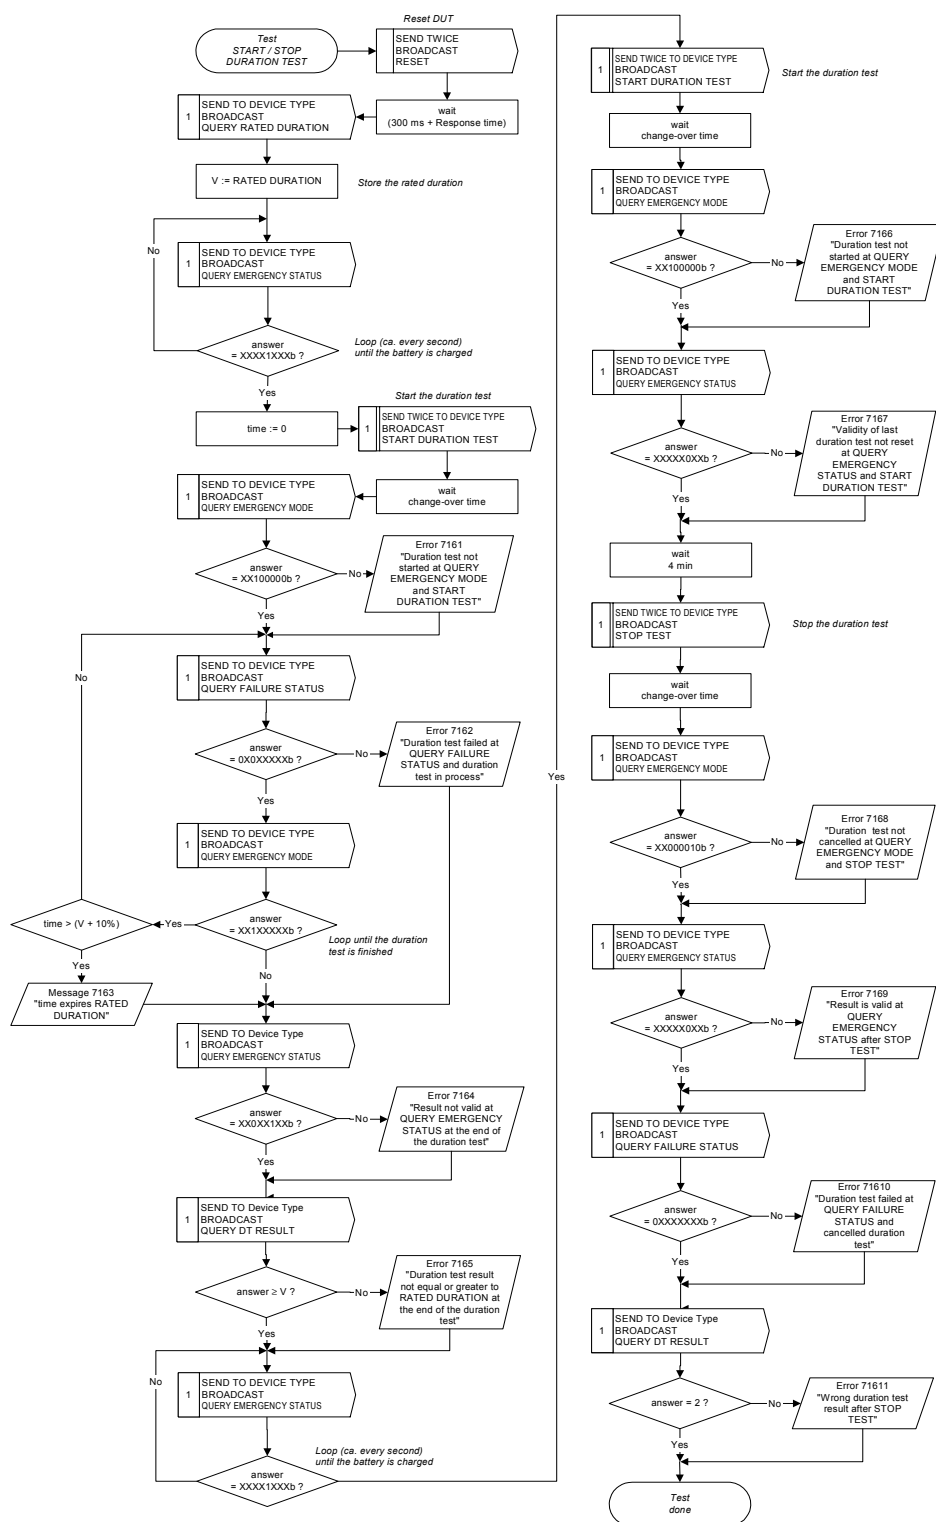 Reset DUT
Test
START / STOP
DURATION TEST
SEND TWICE
BROADCAST
RESET
wait
(300 ms + Response time)
1
SEND TO DEVICE TYPE
BROADCAST
QUERY RATED DURATION
V := RATED DURATION
Store the rated duration
No
1
SEND TO DEVICE TYPE
BROADCAST
QUERY EMERGENCY STATUS
answer
= XXXX1XXXb ?
Loop (ca. every second)
until the battery is charged
Yes
Start the duration test
time := 0
1
SEND TWICE TO DEVICE TYPE
BROADCAST
START DURATION TEST
wait
change-over time
1
SEND TO DEVICE TYPE
BROADCAST
QUERY EMERGENCY MODE
answer
= XX100000b ?
No
Error 7161
"Duration test not
started at QUERY
EMERGENCY MODE
and START
DURATION TEST"
Yes
No
1
SEND TO DEVICE TYPE
BROADCAST
QUERY FAILURE STATUS
answer
= 0X0XXXXXb ?
No
Error 7162
"Duration test failed at
QUERY FAILURE
STATUS and duration
test in process"
Yes
1
SEND TO DEVICE TYPE
BROADCAST
QUERY EMERGENCY MODE
answer
= XX1XXXXXb ?
Yes
time > (V + 10%)
Loop until the duration
test is finished
Yes
No
Message 7163
"time expires RATED
DURATION"
1
SEND TO Device Type
BROADCAST
QUERY EMERGENCY STATUS
answer
= XX0XX1XXb ?
No
Error 7164
"Result not valid at
QUERY EMERGENCY
STATUS at the end of
the duration test"
Yes
1
SEND TO Device Type
BROADCAST
QUERY DT RESULT
answer ≥ V ?
No
Error 7165
"Duration test result
not equal or greater to
RATED DURATION at
the end of the duration
test"
Yes
No
1
SEND TO DEVICE TYPE
BROADCAST
QUERY EMERGENCY STATUS
answer
= XXXX1XXXb ?
Loop (ca. every second)
until the battery is charged
Yes
1
SEND TWICE TO DEVICE TYPE
BROADCAST
START DURATION TEST
Start the duration test
wait
change-over time
1
SEND TO DEVICE TYPE
BROADCAST
QUERY EMERGENCY MODE
answer
= XX100000b ?
No
Error 7166
"Duration test not
started at QUERY
EMERGENCY MODE
and START
DURATION TEST"
Yes
1
SEND TO DEVICE TYPE
BROADCAST
QUERY EMERGENCY STATUS
answer
= XXXXX0XXb ?
No
Error 7167
"Validity of last
duration test not reset
at QUERY
EMERGENCY
STATUS and START
DURATION TEST"
Yes
wait
4 min
1
SEND TWICE TO DEVICE TYPE
BROADCAST
STOP TEST
Stop the duration test
wait
change-over time
1
SEND TO DEVICE TYPE
BROADCAST
QUERY EMERGENCY MODE
answer
= XX000010b ?
No
Error 7168
"Duration test not
cancelled at QUERY
EMERGENCY MODE
and STOP TEST"
Yes
1
SEND TO DEVICE TYPE
BROADCAST
QUERY EMERGENCY STATUS
answer
= XXXXX0XXb ?
No
Error 7169
"Result is valid at
QUERY
EMERGENCY
STATUS after STOP
TEST"
Yes
1
SEND TO DEVICE TYPE
BROADCAST
QUERY FAILURE STATUS
answer
= 0XXXXXXXb ?
No
Error 71610
"Duration test failed at
QUERY FAILURE
STATUS and
cancelled duration
test"
Yes
1
SEND TO Device Type
BROADCAST
QUERY DT RESULT
answer = 2 ?
No
Error 71611
"Wrong duration test
result after STOP
TEST"
Yes
Test
done